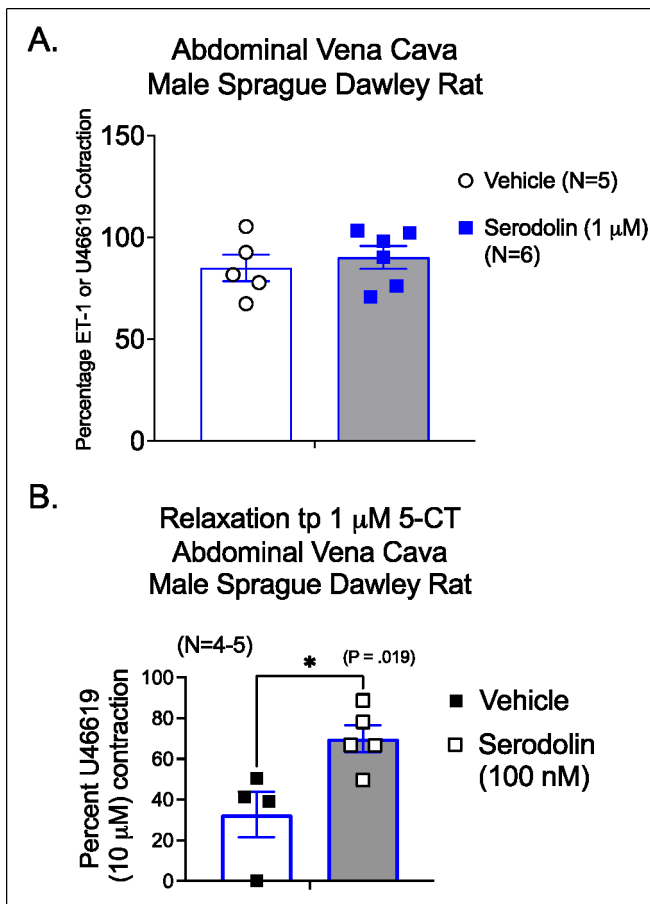 A.
Abdominal Vena Cava
Male Sprague Dawley Rat
Percentage ET-1 or U46619 Cotraction
150
100
50
0
Vehicle (N=5)
Serodolin (1 μM)
(N=6)
B.
Relaxation tp 1 μM 5-CT
Abdominal Vena Cava
Male Sprague Dawley Rat
(N=4-5)
*
(P = .019)
Percent U46619
(10 μM) contraction
100
80
60
40
20
0
Vehicle
Serodolin
(100 nM)